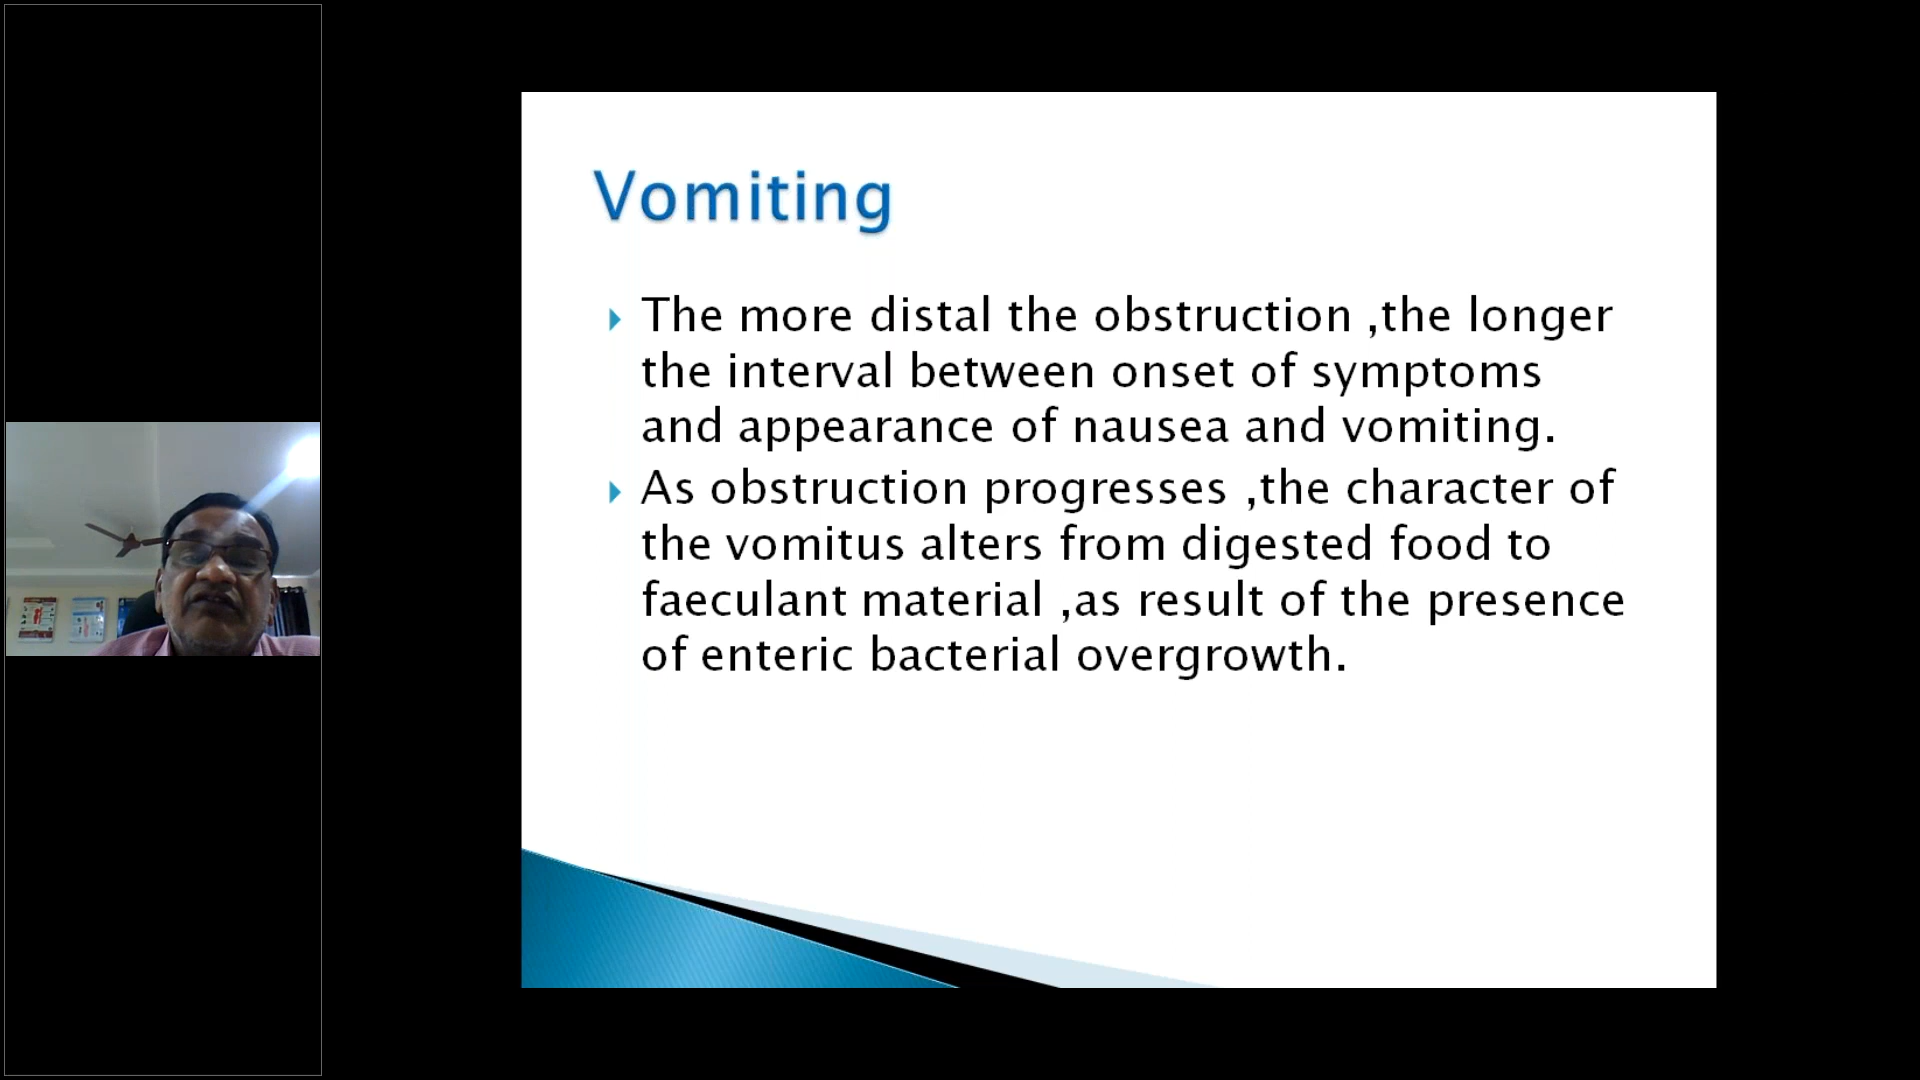 Vomiting
The more distal the obstruction ,the longer
the interval between onset of symptoms
and appearance of nausea and vomiting.
As obstruction progresses ,the character of
the vomitus alters from digested food to
faeculant material ,as result of the presence
of enteric bacterial overgrowth.